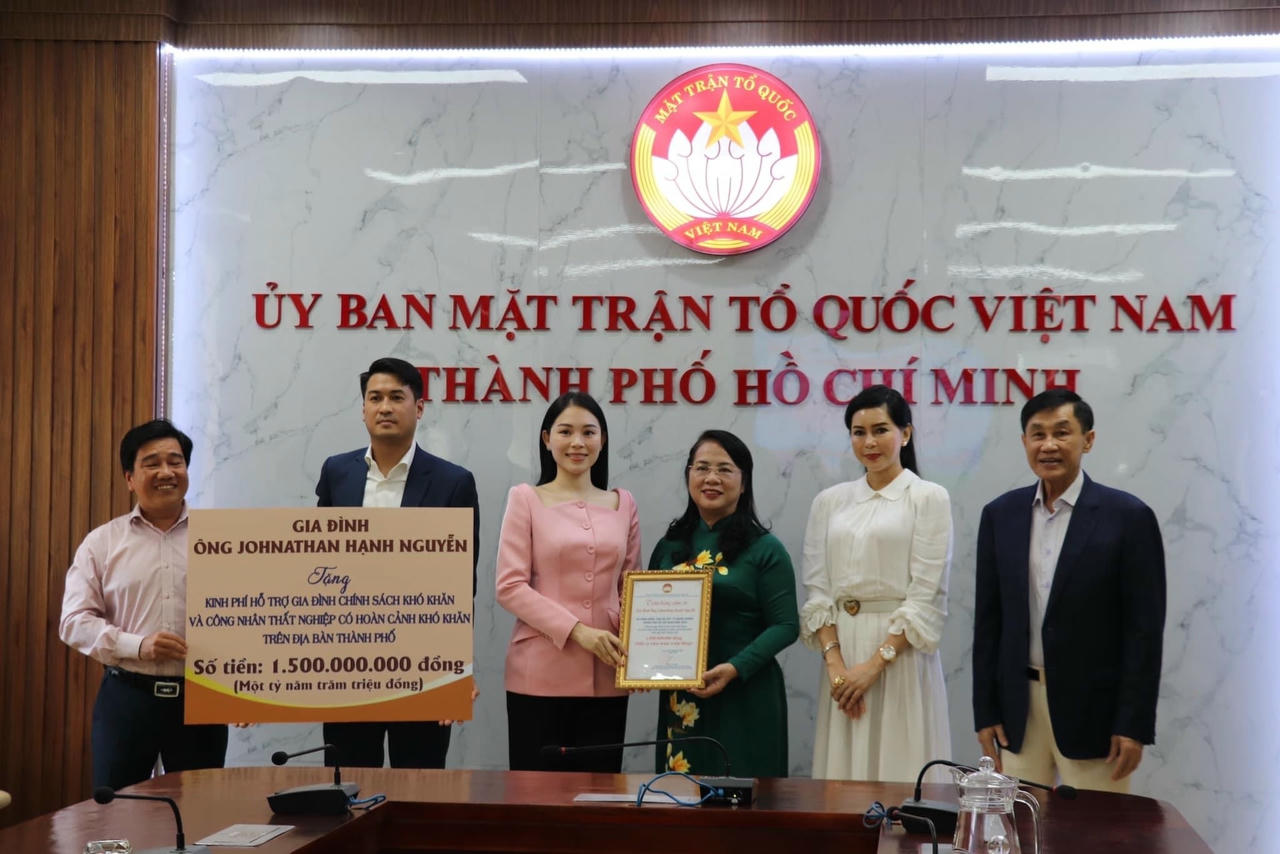 MẶT TRẬN TỔ QUỐC
VIỆT NAM
ỦY BAN MẶT TRẬN TỔ QUỐC VIỆT NAM
THÀNH PHỐ HỒ CHÍ MINH
GIA ĐÌNH
ÔNG JOHNATHAN HẠNH NGUYỄN
Tặng
KINH PHÍ HỖ TRỢ GIA ĐÌNH CHÍNH SÁCH KHÓ KHĂN
VÀ CÔNG NHÂN THẤT NGHIỆP CÓ HOÀN CẢNH KHÓ KHĂN
TRÊN ĐỊA BÀN THÀNH PHỐ
Số tiền: 1.500.000.000 đồng
(Một tỷ năm trăm triệu đồng)